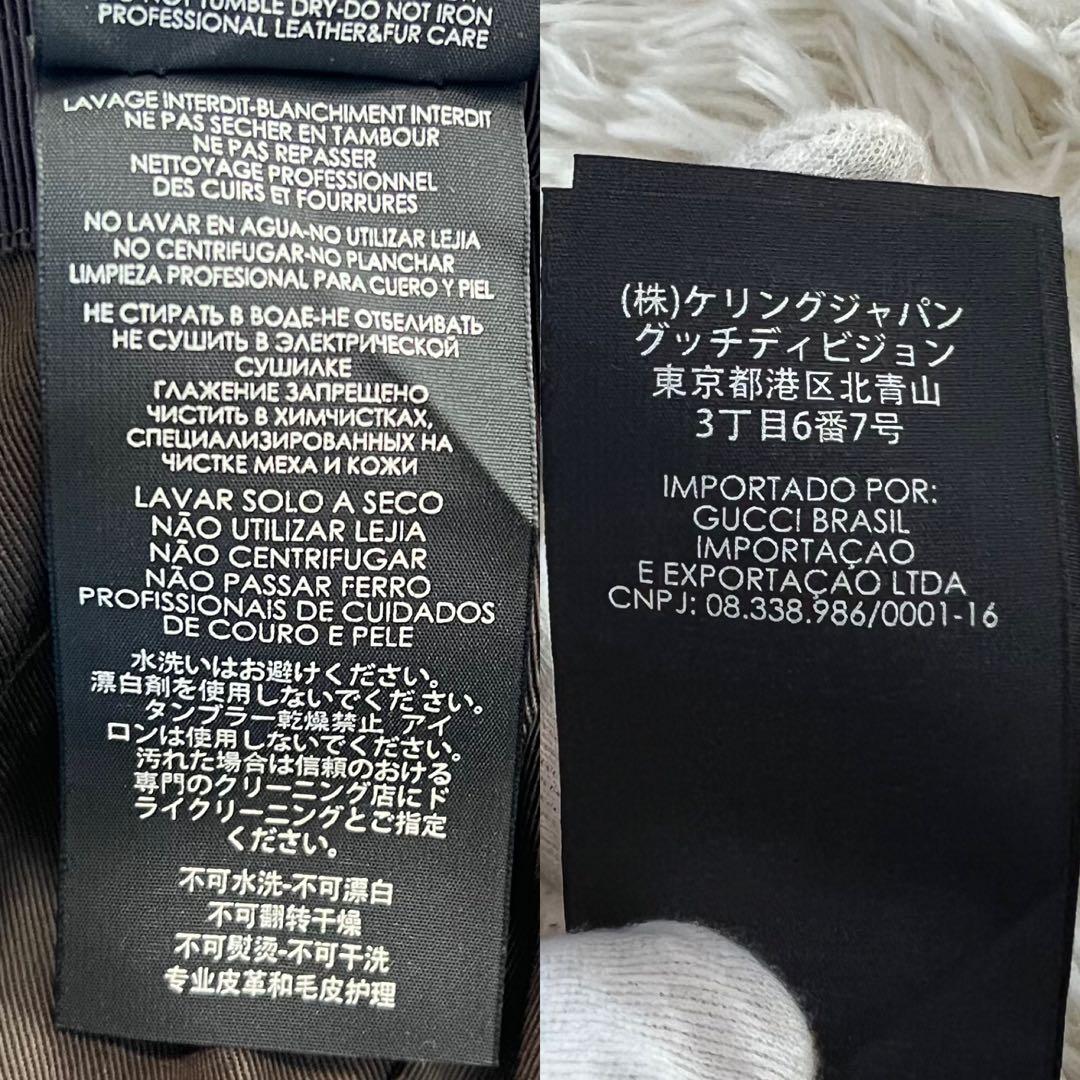 NOT TUMBLE DRY-DO NOT IRON
PROFESSIONAL LEATHER&FUR CARE
LAVAGE INTERDIT-BLANCHIMENT INTERDIT
NE PAS SECHER EN TAMBOUR
NE PAS REPASSER
NETTOYAGE PROFESSIONNEL
DES CUIRS ET FOURRURES
NO LAVAR EN AGUA-NO UTILIZAR LEJIA
NO CENTRIFUGAR-NO PLANCHAR
LIMPIEZA PROFESIONAL PARA CUERO Y PIEL
НЕ СТИРАТЬ В ВОДЕ-НЕ ОТБЕЛИВАТЬ
НЕ СУШИТЬ В ЭЛЕКТРИЧЕСКОЙ
СУШИЛКЕ
ГЛАЖЕНИЕ ЗАПРЕЩЕНО
ЧИСТИТЬ В ХИМЧИСТКАХ,
СПЕЦИАЛИЗИРОВАННЫХ НА
ЧИСТКЕ МЕХА И КОЖИ
LAVAR SOLO A SECO
NÃO UTILIZAR LEJIA
NÃO CENTRIFUGAR
NÃO PASSAR FERRO
PROFISSIONAIS DE CUIDADOS
DE COURO E PELE
水洗いはお避けください。
漂白剤を使用しないでください。
タンブラー乾燥禁止 アイ
ロンは使用しないでください。
汚れた場合は信頼のおける
専門のクリーニング店にド
ライクリーニングとご指定
ください。
不可水洗-不可漂白
不可翻转干燥
不可熨烫-不可干洗
专业皮革和毛皮护理
(株)ケリングジャパン
グッチディビジョン
東京都港区北青山
3丁目6番7号
IMPORTADO POR:
GUCCI BRASIL
IMPORTAÇAO
E EXPORTAÇAO LTDA
CNPJ: 08.338.986/0001-16